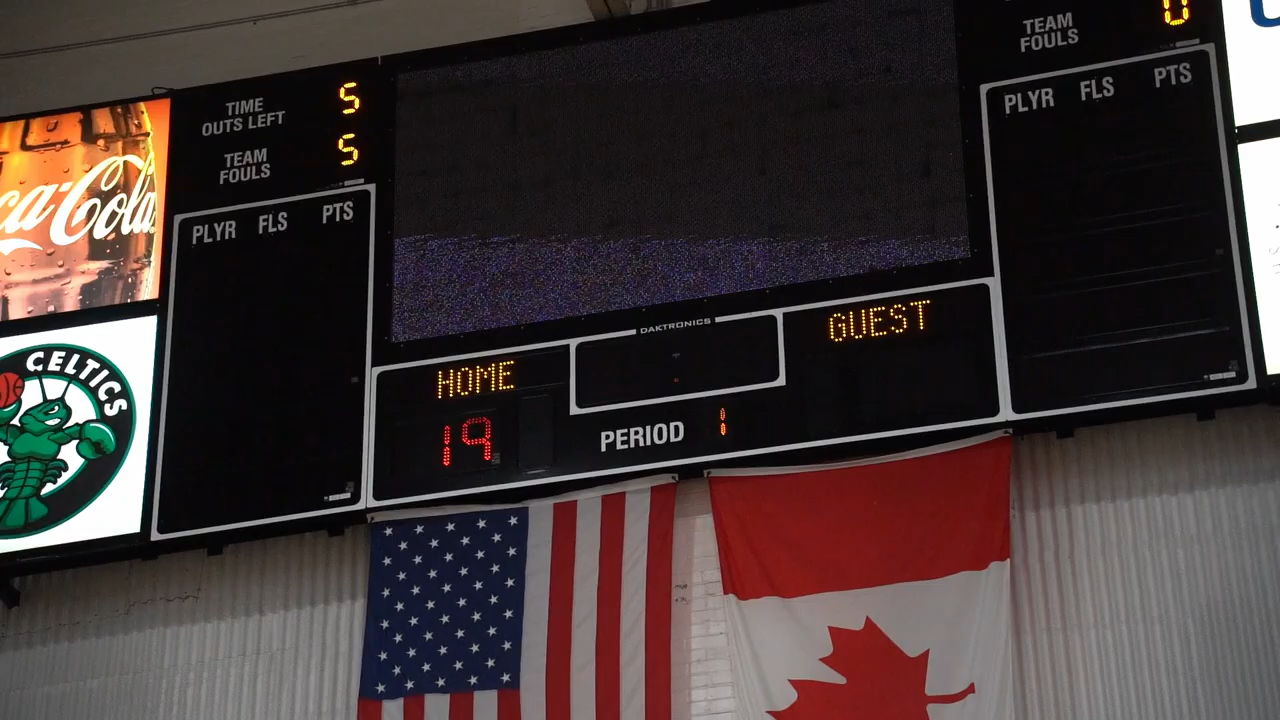 TIME
OUTS LEFT
5
TEAM
FOULS
5
PLYR FLS PTS
ca-Cola
CELTICS
DAKTRONICS
HOME
GUEST
19
PERIOD 1
TEAM
FOULS
0
PLYR FLS PTS